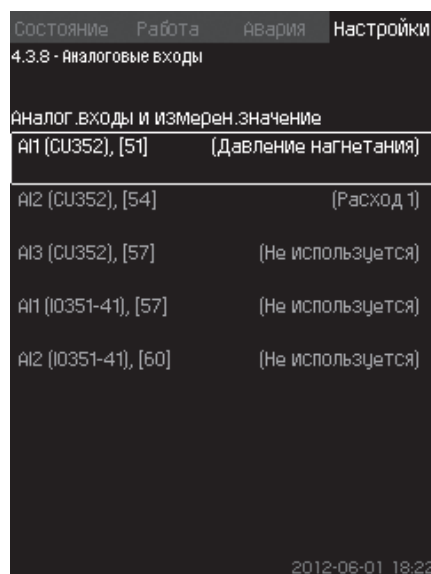 Состояние Работа Авария Настройки
4.3.8 - Аналоговые входы
Аналог.входы и измерен.значение
AI1 (CU352), [51] (Давление нагнетания)
AI2 (CU352), [54] (Расход 1)
AI3 (CU352), [57] (Не используется)
AI1 (IO351-41), [57] (Не используется)
AI2 (IO351-41), [60] (Не используется)
2012-06-01 18:22